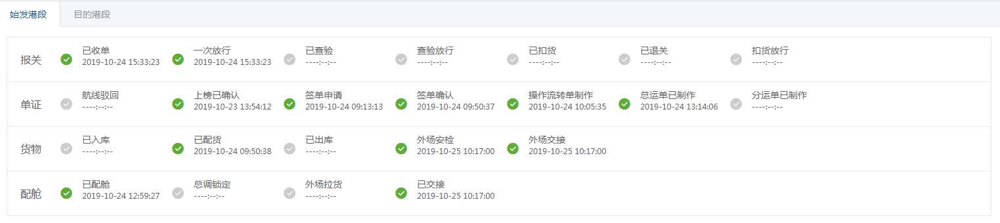 始发港段 目的港段
报关
已收单 一次放行 已查验 查验放行 已扣货 已退关 扣货放行
2019-10-24 15:33:23 2019-10-24 15:33:23 ----:--:-- ----:--:-- ----:--:-- ----:--:-- ----:--:--
单证
航线驳回 上榜已确认 签单申请 签单确认 操作流转单制作 总运单已制作 分运单已制作
----:--:-- 2019-10-23 13:54:12 2019-10-24 09:13:13 2019-10-24 09:50:37 2019-10-24 10:05:35 2019-10-24 13:14:06 ----:--:--
货物
已入库 已配货 已出库 外场安检 外场交接
----:--:-- 2019-10-24 09:50:38 ----:--:-- 2019-10-25 10:17:00 2019-10-25 10:17:00
配舱
已配舱 总调锁定 外场拉货 已交接
2019-10-24 12:59:27 ----:--:-- ----:--:-- 2019-10-25 10:17:00